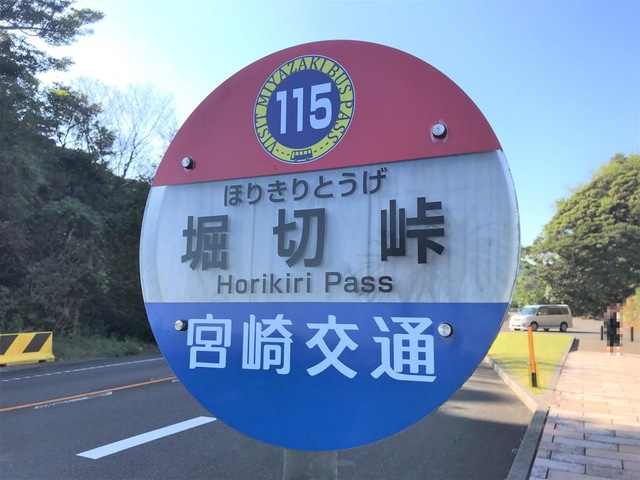 VISIT MIYAZAKI BUS PASS
115
ほりきりとうげ
堀切峠
Horikiri Pass
宮崎交通